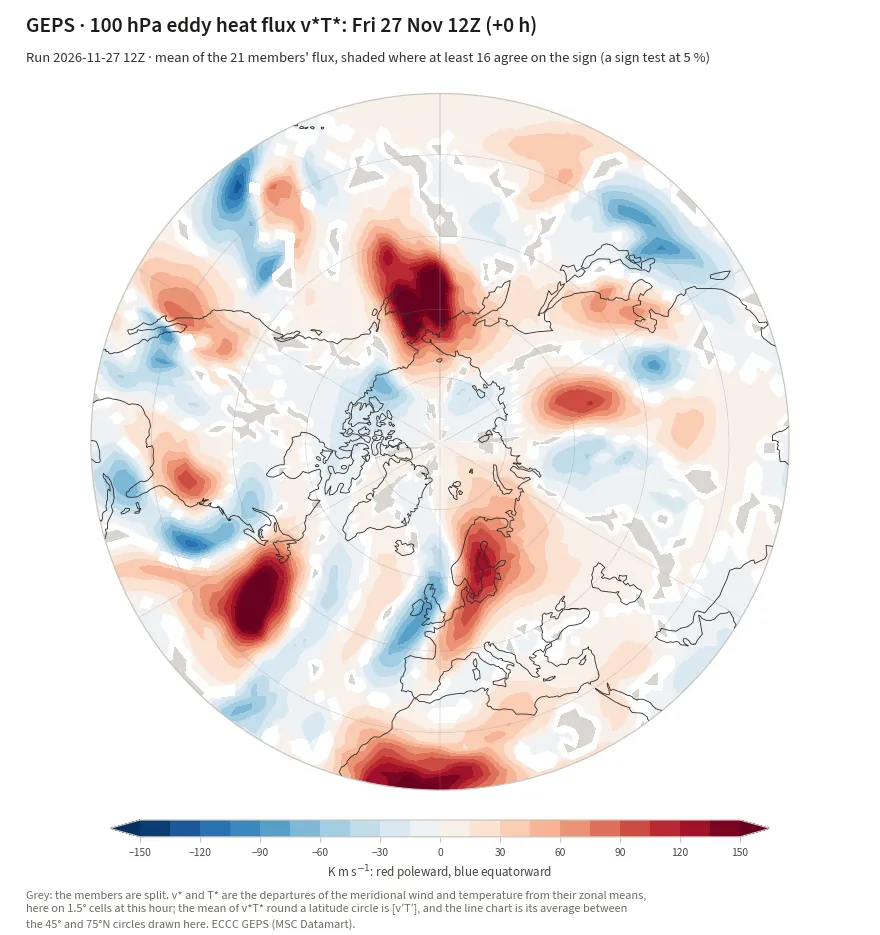 GEPS · 100 hPa eddy heat flux v*T*: Fri 27 Nov 12Z (+0 h)
Run 2026-11-27 12Z · mean of the 21 members' flux, shaded where at least 16 agree on the sign (a sign test at 5 %)
−150 −120 −90 −60 −30 0 30 60 90 120 150
K m s⁻¹: red poleward, blue equatorward
Grey: the members are split. v* and T* are the departures of the meridional wind and temperature from their zonal means,
here on 1.5° cells at this hour; the mean of v*T* round a latitude circle is [v'T'], and the line chart is its average between
the 45° and 75°N circles drawn here. ECCC GEPS (MSC Datamart).